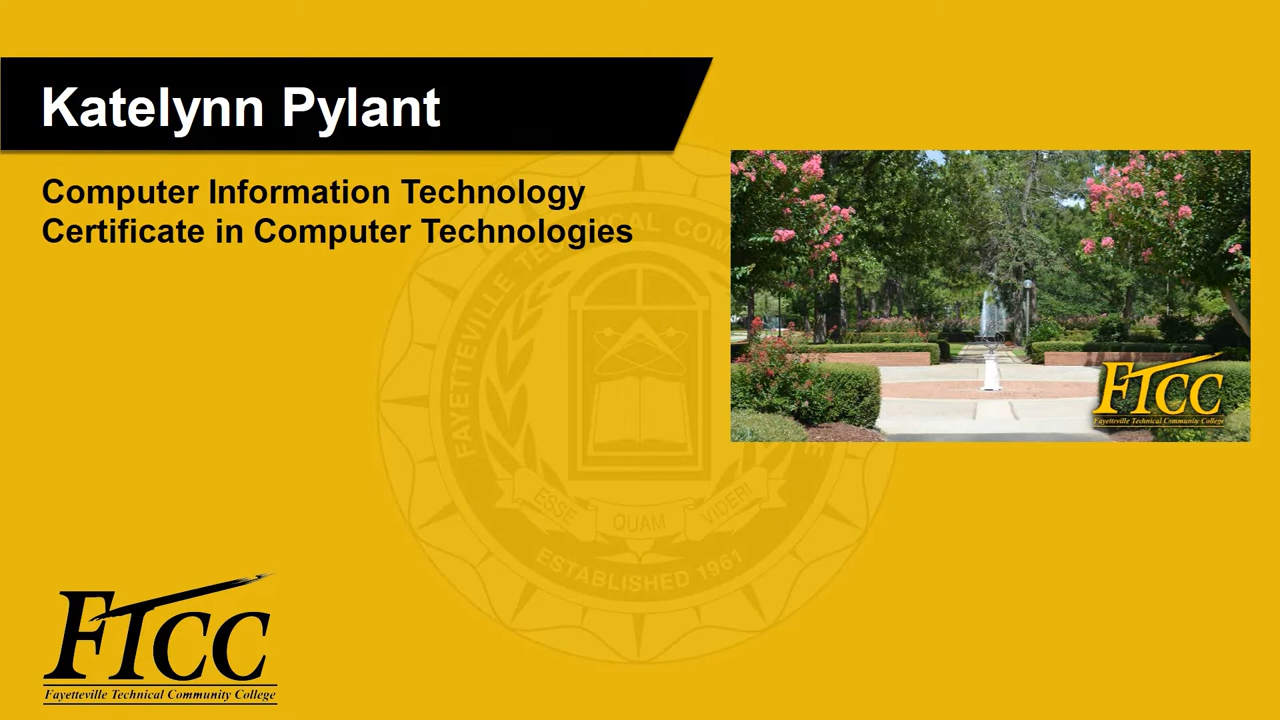 Katelynn Pylant
Computer Information Technology
Certificate in Computer Technologies
FAYETTEVILLE TECHNICAL COM
ESSE QUAM VIDERI
ESTABLISHED 1961
FTCC
Fayetteville Technical Community College
FTCC
Fayetteville Technical Community College